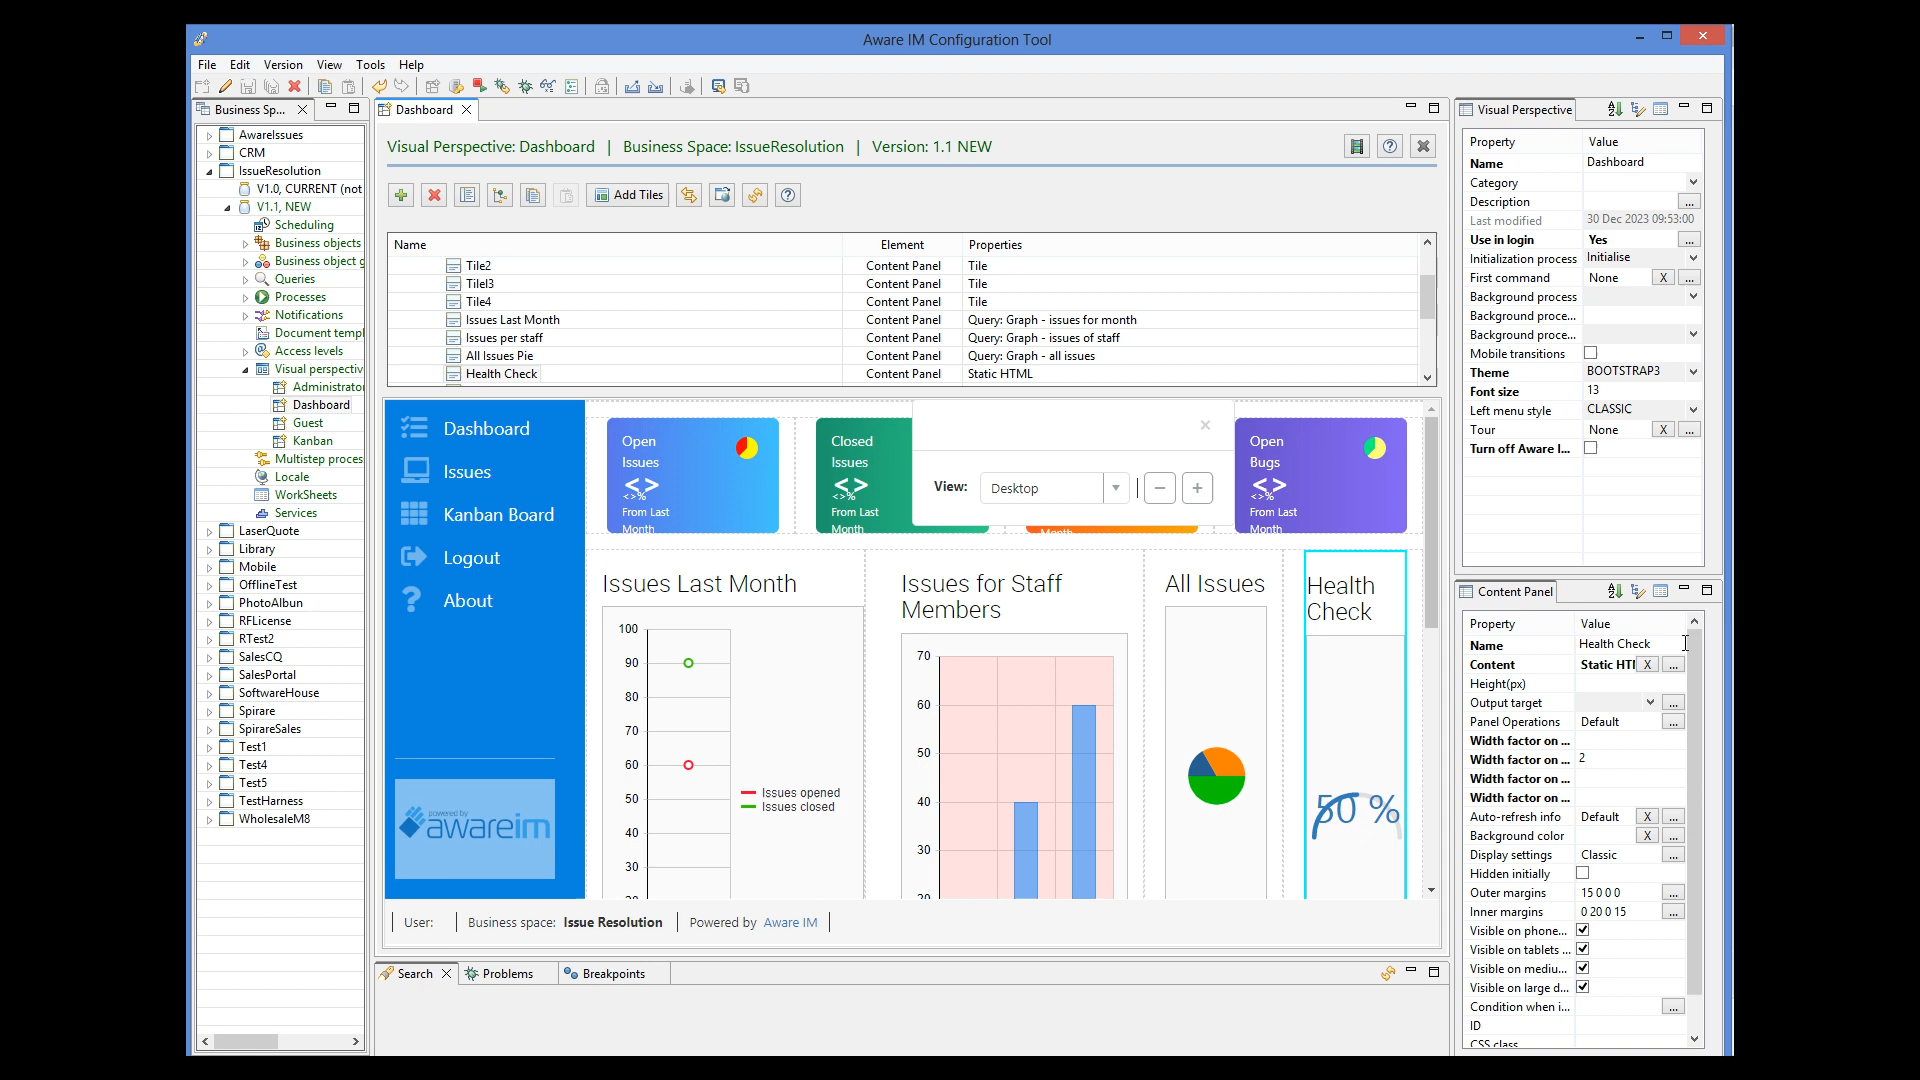 Aware IM Configuration Tool
File Edit Version View Tools Help
Business Sp...
AwareIssues
CRM
IssueResolution
V1.0, CURRENT (not
V1.1, NEW
Scheduling
Business objects
Business object g
Queries
Processes
Notifications
Document templ
Access levels
Visual perspectiv
Administrator
Dashboard
Guest
Kanban
Multistep proces
Locale
WorkSheets
Services
LaserQuote
Library
Mobile
OfflineTest
PhotoAlbun
RFLicense
RTest2
SalesCQ
SalesPortal
SoftwareHouse
Spirare
SpirareSales
Test1
Test4
Test5
TestHarness
WholesaleM8
Dashboard
Visual Perspective: Dashboard | Business Space: IssueResolution | Version: 1.1 NEW
Add Tiles
Name Element Properties
Tile2 Content Panel Tile
Tilel3 Content Panel Tile
Tile4 Content Panel Tile
Issues Last Month Content Panel Query: Graph - issues for month
Issues per staff Content Panel Query: Graph - issues of staff
All Issues Pie Content Panel Query: Graph - all issues
Health Check Content Panel Static HTML
Dashboard
Issues
Kanban Board
Logout
About
powered by
awareim
Open
Issues
<>
<>%
From Last
Month
Closed
Issues
<>
<>%
From Last
Month
View: Desktop
Month
Open
Bugs
<>
<>%
From Last
Month
Issues Last Month
100
90
80
70
60
50
40
30
20
Issues opened
Issues closed
Issues for Staff
Members
70
60
50
40
30
20
All Issues
Health
Check
50 %
User: Business space: Issue Resolution Powered by Aware IM
Search Problems Breakpoints
Visual Perspective
Property Value
Name Dashboard
Category
Description ...
Last modified 30 Dec 2023 09:53:00
Use in login Yes ...
Initialization process Initialise
First command None X ...
Background process
Background proce...
Background proce...
Mobile transitions
Theme BOOTSTRAP3
Font size 13
Left menu style CLASSIC
Tour None X ...
Turn off Aware I...
Content Panel
Property Value
Name Health Check
Content Static HTI X ...
Height(px)
Output target ...
Panel Operations Default ...
Width factor on ...
Width factor on ... 2
Width factor on ...
Width factor on ...
Auto-refresh info Default X ...
Background color X ...
Display settings Classic ...
Hidden initially
Outer margins 15 0 0 0 ...
Inner margins 0 20 0 15 ...
Visible on phone...
Visible on tablets ...
Visible on mediu...
Visible on large d...
Condition when i... ...
ID
CSS class